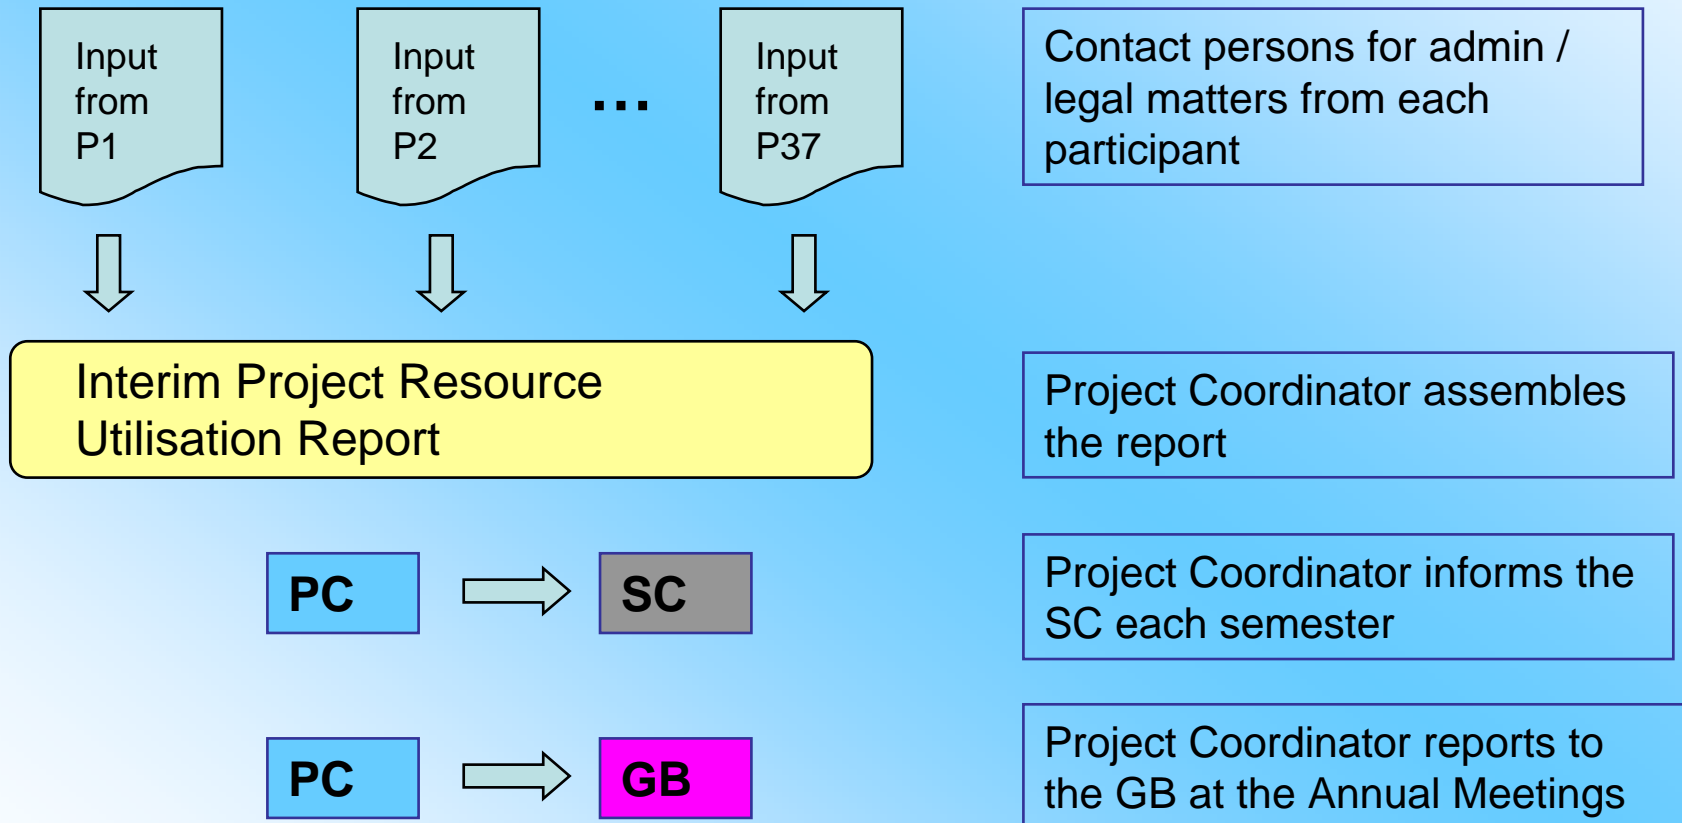 Input
from
P1
Input
from
P2
...
Input
from
P37
Contact persons for admin /
legal matters from each
participant
Interim Project Resource
Utilisation Report
Project Coordinator assembles
the report
PC
SC
Project Coordinator informs the
SC each semester
PC
GB
Project Coordinator reports to
the GB at the Annual Meetings